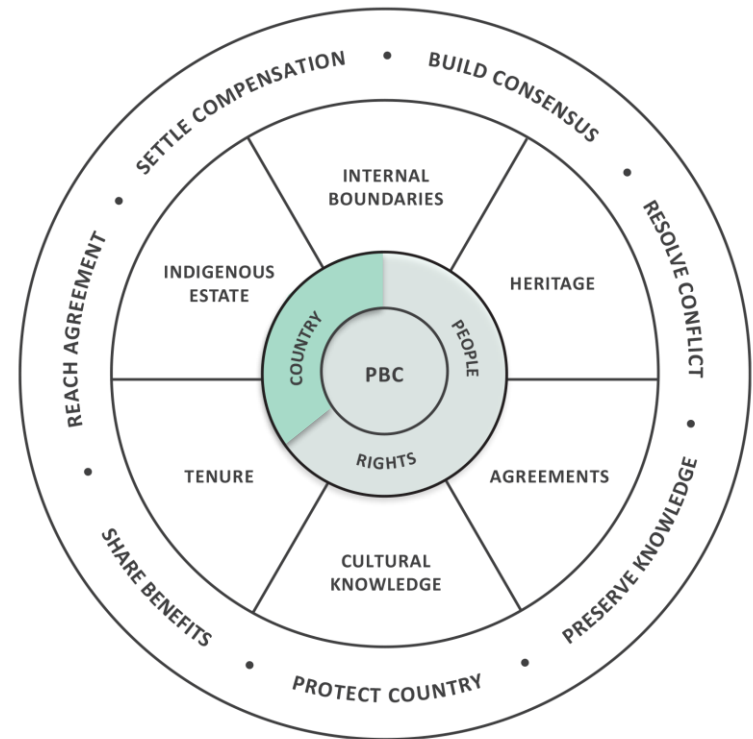 SETTLE COMPENSATION • BUILD CONSENSUS • RESOLVE CONFLICT • PRESERVE KNOWLEDGE • PROTECT COUNTRY • SHARE BENEFITS • REACH AGREEMENT •
INTERNAL
BOUNDARIES
HERITAGE
AGREEMENTS
CULTURAL
KNOWLEDGE
TENURE
INDIGENOUS
ESTATE
COUNTRY
PEOPLE
RIGHTS
PBC